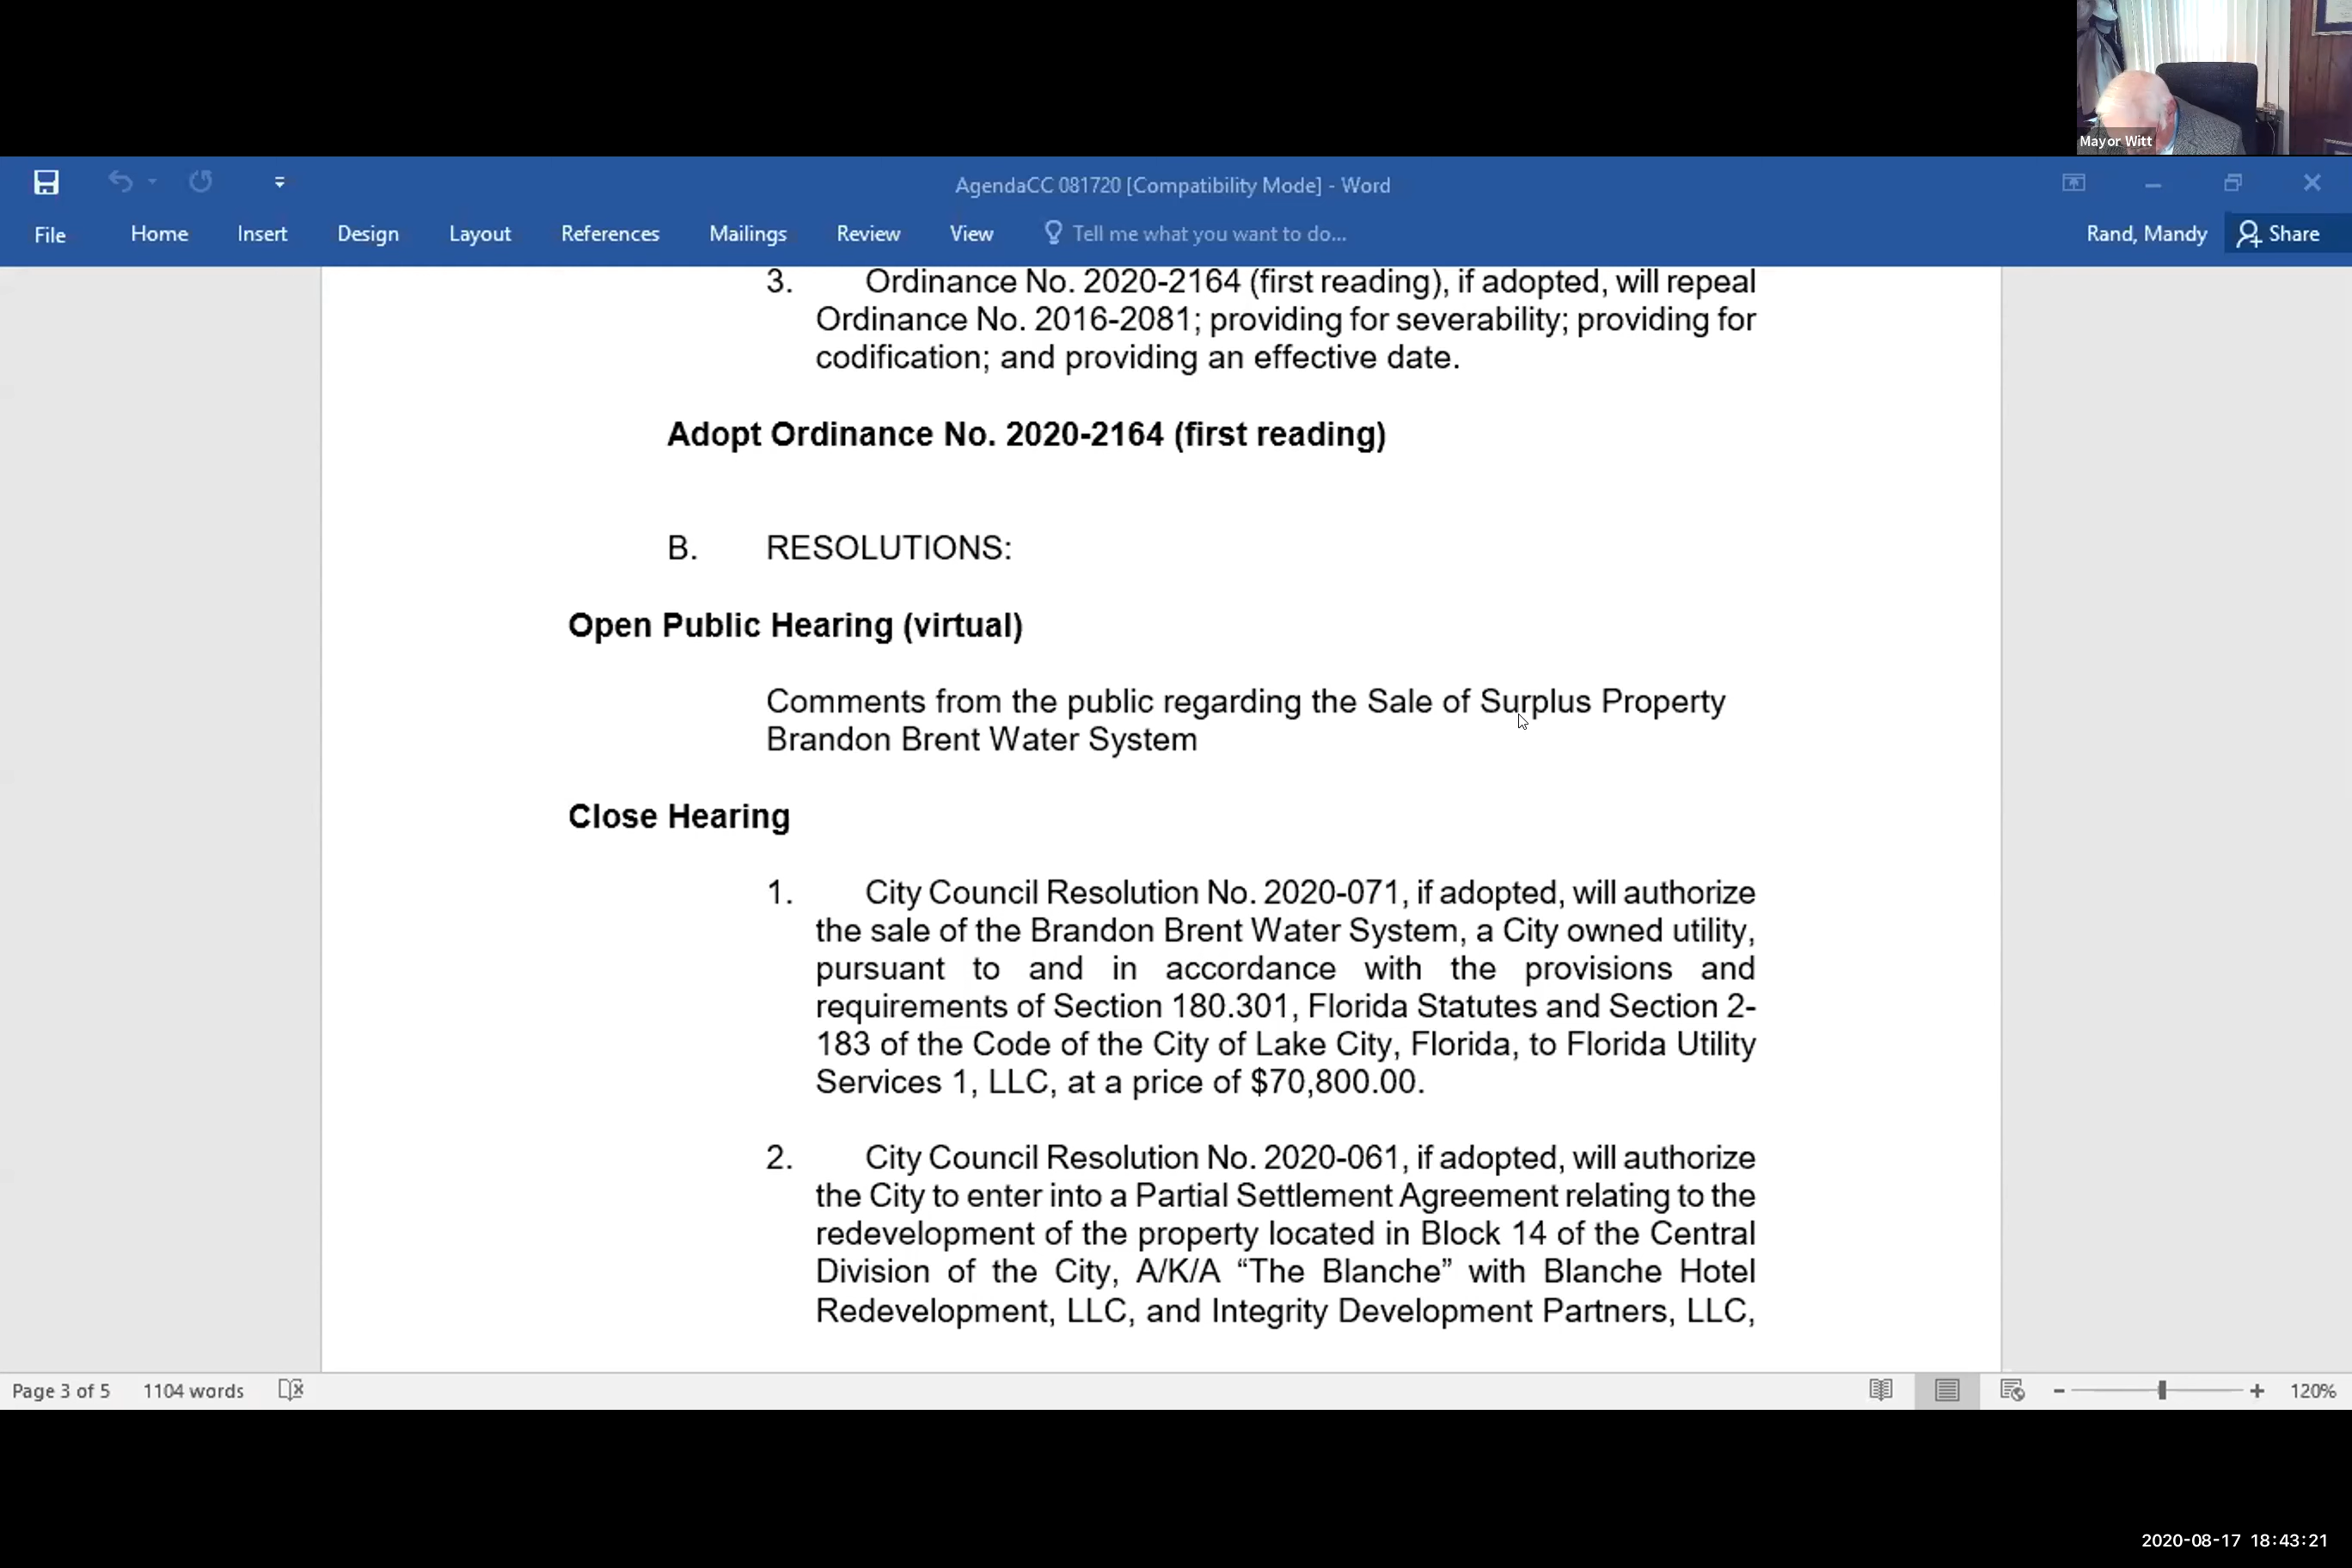 Mayor Witt
AgendaCC 081720 [Compatibility Mode] - Word
File Home Insert Design Layout References Mailings Review View Tell me what you want to do... Rand, Mandy Share
3. Ordinance No. 2020-2164 (first reading), if adopted, will repeal
Ordinance No. 2016-2081; providing for severability; providing for
codification; and providing an effective date.
Adopt Ordinance No. 2020-2164 (first reading)
B. RESOLUTIONS:
Open Public Hearing (virtual)
Comments from the public regarding the Sale of Surplus Property
Brandon Brent Water System
Close Hearing
1. City Council Resolution No. 2020-071, if adopted, will authorize
the sale of the Brandon Brent Water System, a City owned utility,
pursuant to and in accordance with the provisions and
requirements of Section 180.301, Florida Statutes and Section 2-
183 of the Code of the City of Lake City, Florida, to Florida Utility
Services 1, LLC, at a price of $70,800.00.
2. City Council Resolution No. 2020-061, if adopted, will authorize
the City to enter into a Partial Settlement Agreement relating to the
redevelopment of the property located in Block 14 of the Central
Division of the City, A/K/A “The Blanche” with Blanche Hotel
Redevelopment, LLC, and Integrity Development Partners, LLC,
Page 3 of 5 1104 words 120%
2020-08-17 18:43:21